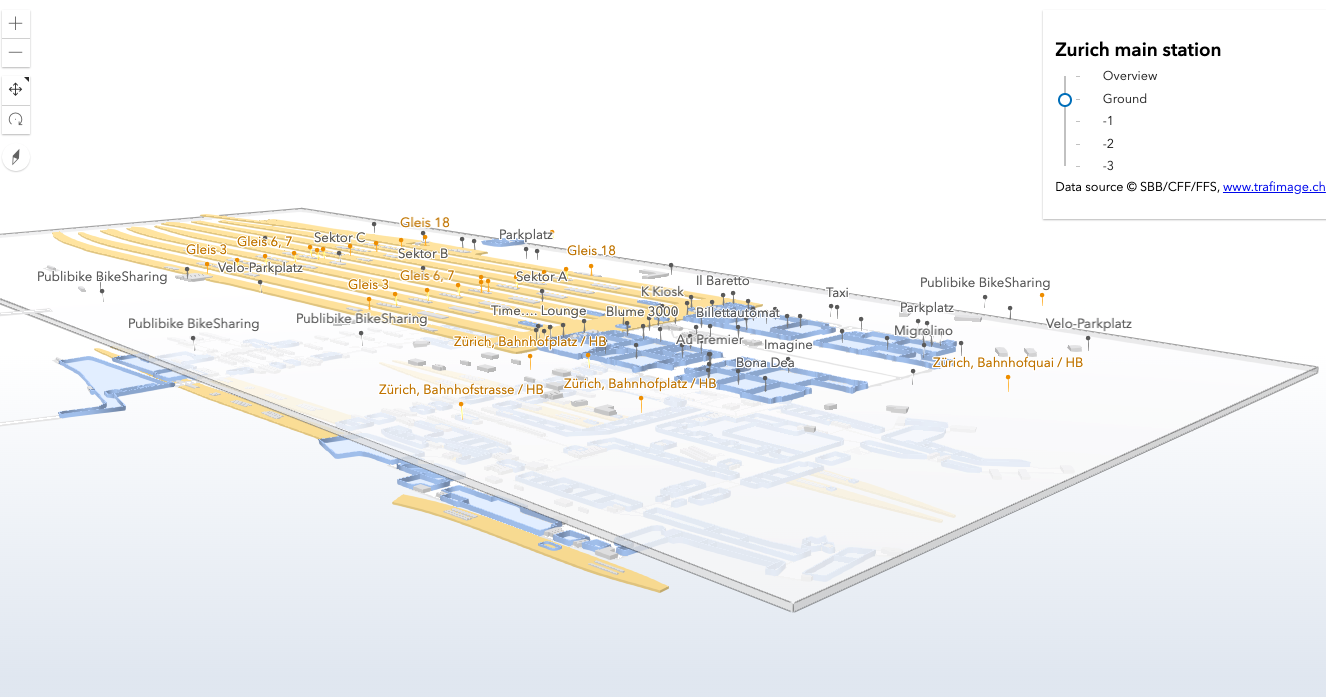 Zurich main station
Overview
Ground
-1
-2
-3
Data source © SBB/CFF/FFS, www.trafimage.ch
Gleis 18
Parkplatz
Sektor C
Gleis 6, 7
Gleis 3
Sektor B
Gleis 18
Velo-Parkplatz
Publibike BikeSharing
Gleis 6, 7
Sektor A
Gleis 3
Il Baretto
K Kiosk
Taxi
Publibike BikeSharing
Parkplatz
Time.... Lounge
Blume 3000
Billettautomat
Publibike BikeSharing
Publibike BikeSharing
Velo-Parkplatz
Migrolino
Zürich, Bahnhofplatz / HB
Au Premier
Imagine
Bona Dea
Zürich, Bahnhofquai / HB
Zürich, Bahnhofstrasse / HB
Zürich, Bahnhofplatz / HB